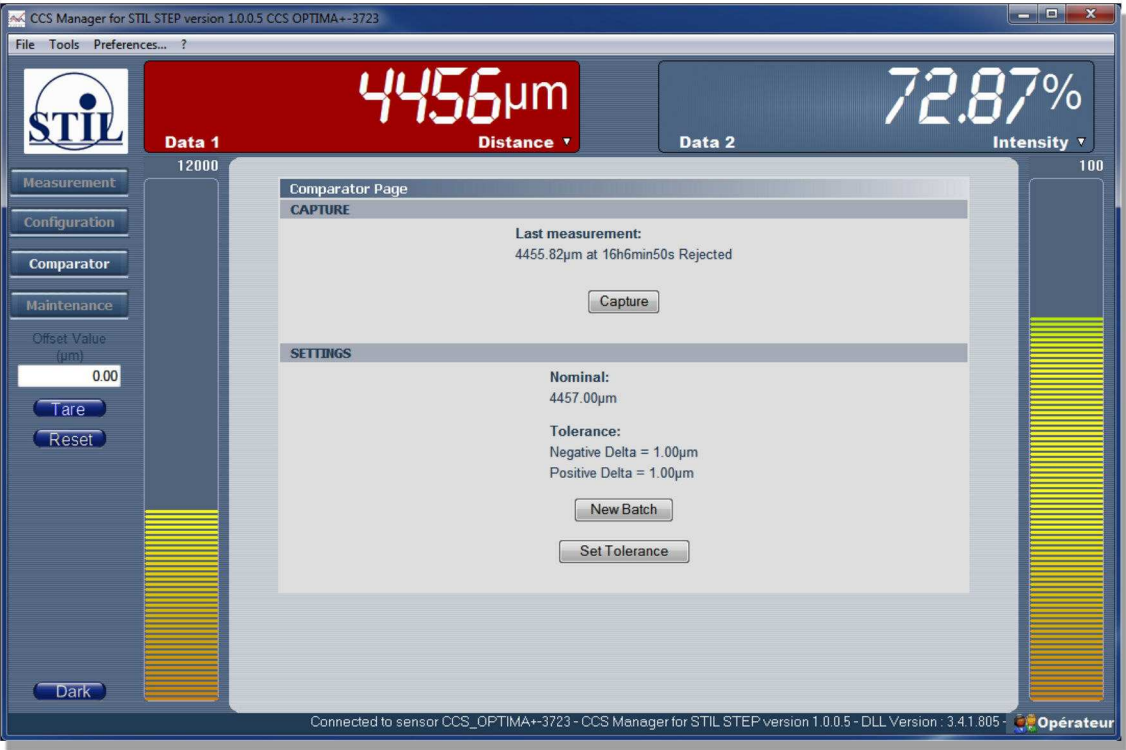 CCS Manager for STIL STEP version 1.0.0.5 CCS OPTIMA+-3723
File Tools Preferences... ?
STIL
4456µm
Data 1 Distance
72.87%
Data 2 Intensity
12000
100
Measurement
Configuration
Comparator
Maintenance
Offset Value
(µm)
0.00
Tare
Reset
Dark
Comparator Page
CAPTURE
Last measurement:
4455.82µm at 16h6min50s Rejected
Capture
SETTINGS
Nominal:
4457.00µm
Tolerance:
Negative Delta = 1.00µm
Positive Delta = 1.00µm
New Batch
Set Tolerance
Connected to sensor CCS_OPTIMA+-3723 - CCS Manager for STIL STEP version 1.0.0.5 - DLL Version : 3.4.1.805 - Opérateur